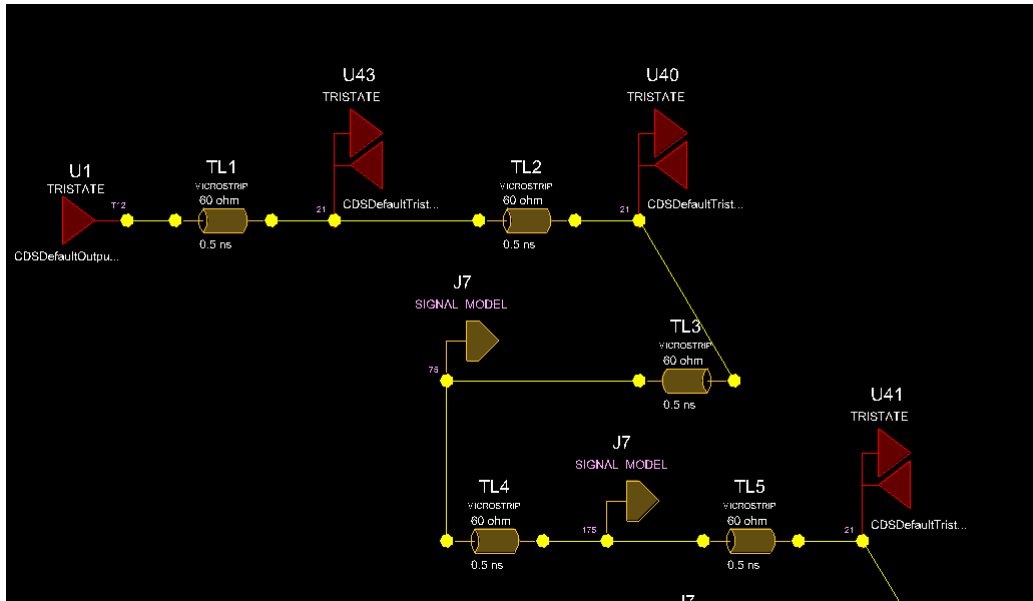 U43
TRISTATE
U40
TRISTATE
U1
TRISTATE
T12
TL1
MICROSTRIP
60 ohm
0.5 ns
21
CDSDefaultTrist...
TL2
MICROSTRIP
60 ohm
0.5 ns
21
CDSDefaultTrist...
CDSDefaultOutpu...
J7
SIGNAL MODEL
75
TL3
MICROSTRIP
60 ohm
0.5 ns
U41
TRISTATE
J7
SIGNAL MODEL
TL4
MICROSTRIP
60 ohm
0.5 ns
175
TL5
MICROSTRIP
60 ohm
0.5 ns
21
CDSDefaultTrist...
J7